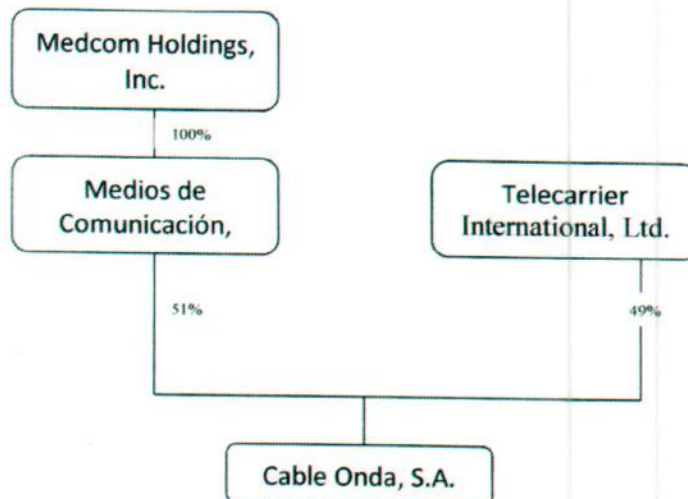 Medcom Holdings,
Inc.
100%
Medios de
Comunicación,
Telecarrier
International, Ltd.
51%
49%
Cable Onda, S.A.